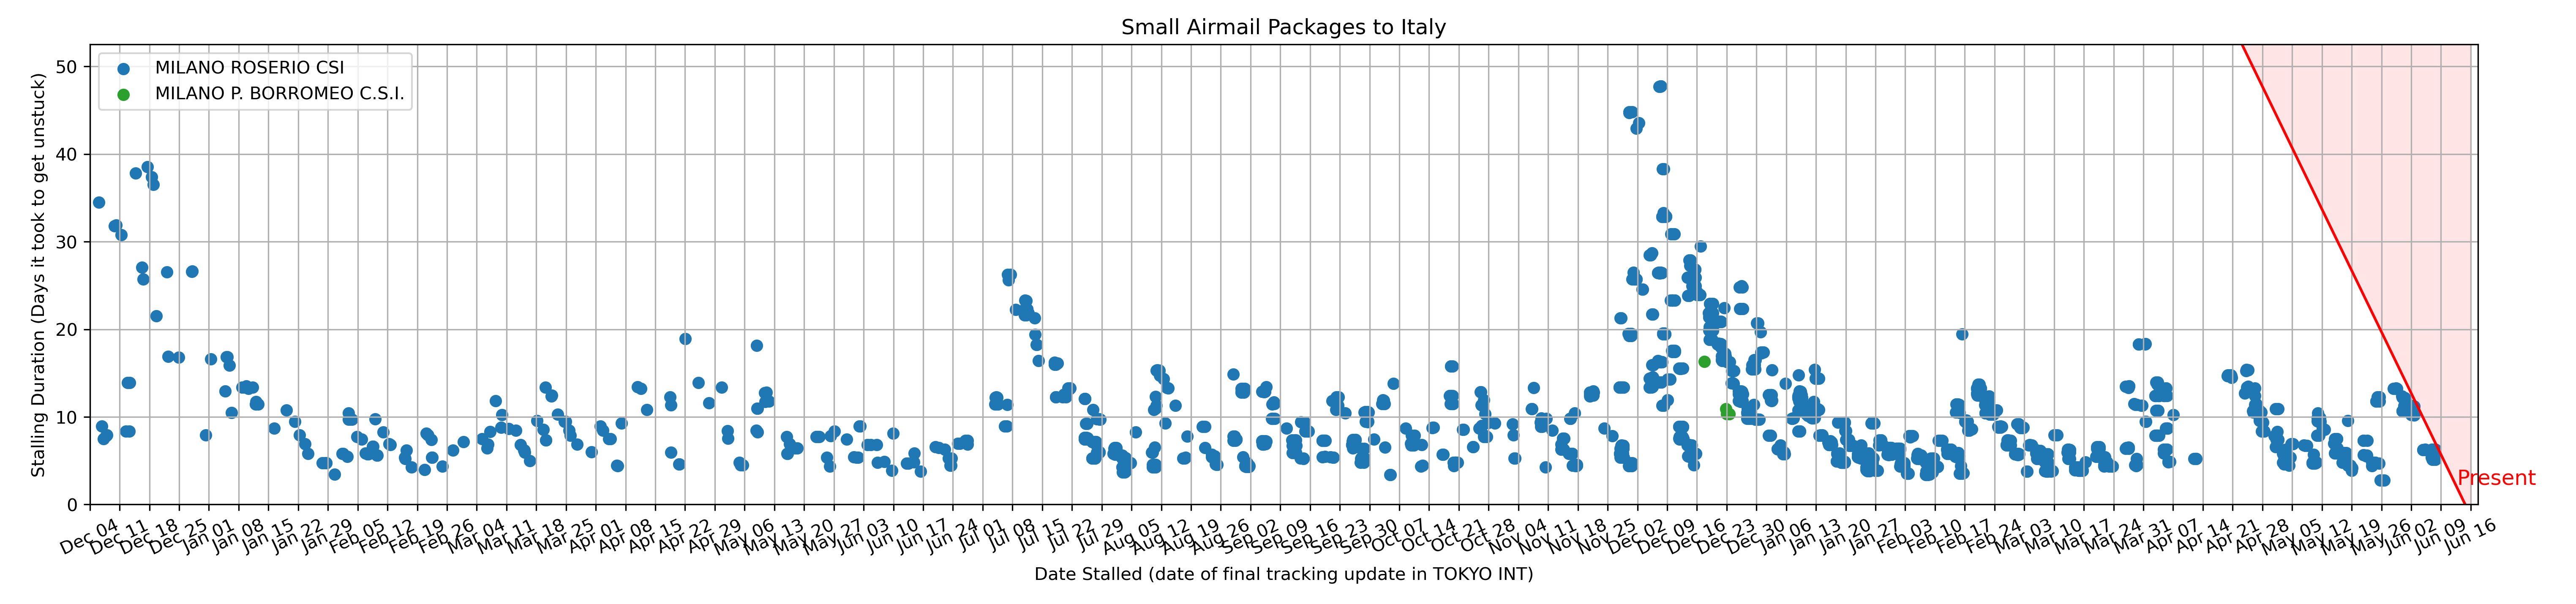 Small Airmail Packages to Italy
MILANO ROSERIO CSI
MILANO P. BORROMEO C.S.I.
Stalling Duration (Days it took to get unstuck)
50
40
30
20
10
0
Present
Dec 04 Dec 11 Dec 18 Dec 25 Jan 01 Jan 08 Jan 15 Jan 22 Jan 29 Feb 05 Feb 12 Feb 19 Feb 26 Mar 04 Mar 11 Mar 18 Mar 25 Apr 01 Apr 08 Apr 15 Apr 22 Apr 29 May 06 May 13 May 20 May 27 Jun 03 Jun 10 Jun 17 Jun 24 Jul 01 Jul 08 Jul 15 Jul 22 Jul 29 Aug 05 Aug 12 Aug 19 Aug 26 Sep 02 Sep 09 Sep 16 Sep 23 Sep 30 Oct 07 Oct 14 Oct 21 Oct 28 Nov 04 Nov 11 Nov 18 Nov 25 Dec 02 Dec 09 Dec 16 Dec 23 Dec 30 Jan 06 Jan 13 Jan 20 Jan 27 Feb 03 Feb 10 Feb 17 Feb 24 Mar 03 Mar 10 Mar 17 Mar 24 Mar 31 Apr 07 Apr 14 Apr 21 Apr 28 May 05 May 12 May 19 May 26 Jun 02 Jun 09 Jun 16
Date Stalled (date of final tracking update in TOKYO INT)